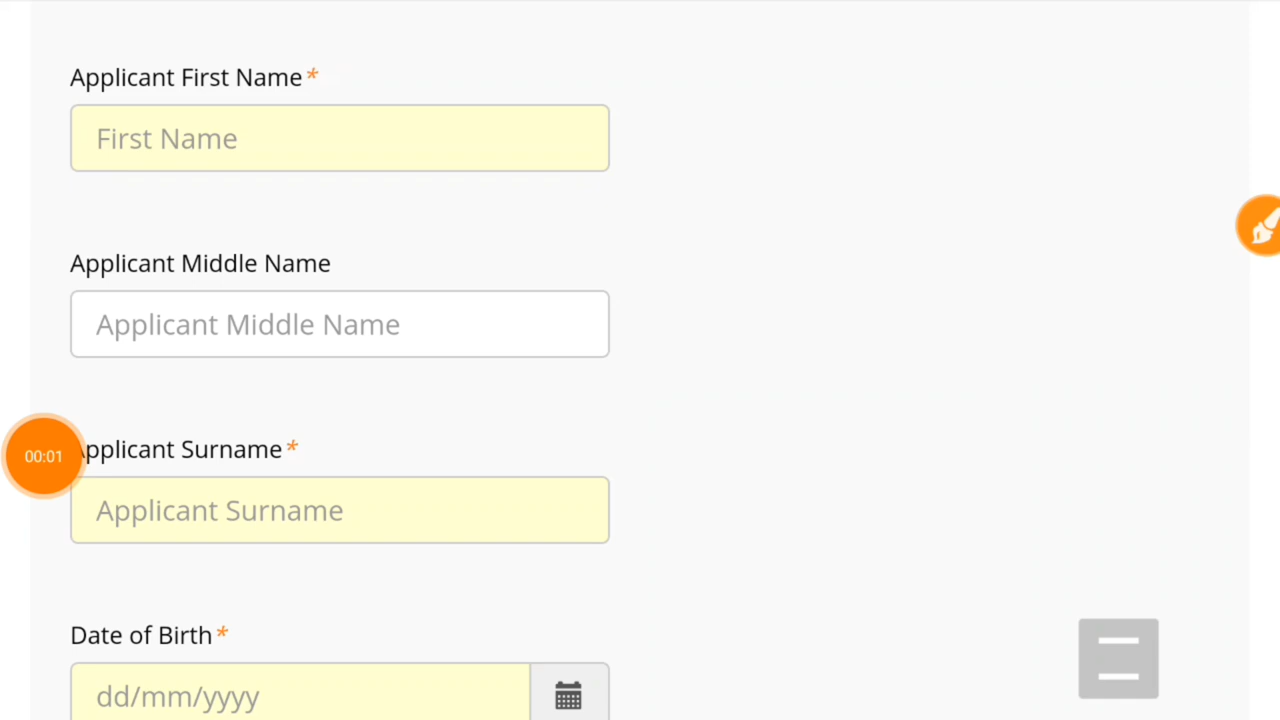 Applicant First Name*
First Name
Applicant Middle Name
Applicant Middle Name
00:01
pplicant Surname*
Applicant Surname
Date of Birth*
dd/mm/yyyy